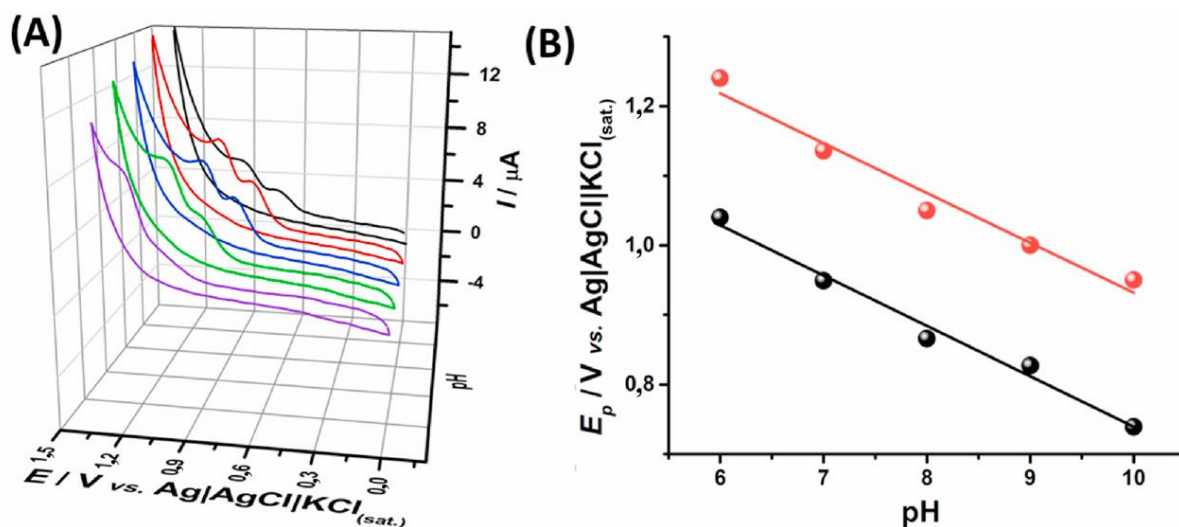 (A)
12
8
4
0
-4
I / µA
pH
1,5
1,2
0,9
0,6
0,3
0,0
E / V vs. Ag|AgCl|KCl(sat.)
(B)
1,2
1,0
0,8
Ep / V vs. Ag|AgCl|KCl(sat.)
6 7 8 9 10
pH